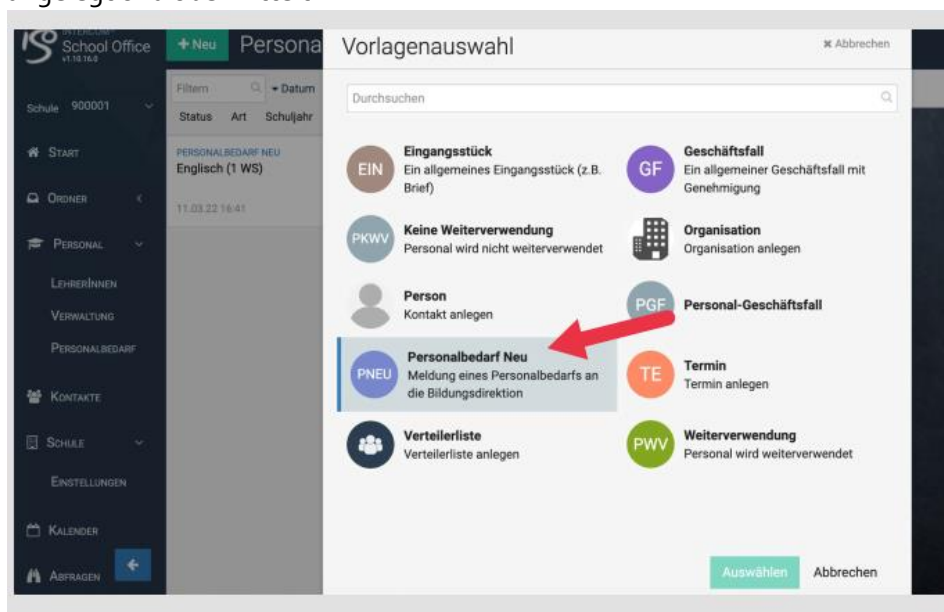 INTERCOM
School Office
v1.10.16.0
+ Neu
Persona
Vorlagenauswahl
✖ Abbrechen
Filtern
Datum
Durchsuchen
Schule 900001
Status Art Schuljahr
START
PERSONALBEDARF NEU
Englisch (1 WS)
11.03.22 16:41
ORDNER
PERSONAL
LEHRERINNEN
VERWALTUNG
PERSONALBEDARF
KONTAKTE
SCHULE
EINSTELLUNGEN
KALENDER
ABFRAGEN
EIN
Eingangsstück
Ein allgemeines Eingangsstück (z.B.
Brief)
GF
Geschäftsfall
Ein allgemeiner Geschäftsfall mit
Genehmigung
PKWV
Keine Weiterverwendung
Personal wird nicht weiterverwendet
Organisation
Organisation anlegen
Person
Kontakt anlegen
PGF
Personal-Geschäftsfall
PNEU
Personalbedarf Neu
Meldung eines Personalbedarfs an
die Bildungsdirektion
TE
Termin
Termin anlegen
Verteilerliste
Verteilerliste anlegen
PWV
Weiterverwendung
Personal wird weiterverwendet
Auswählen
Abbrechen